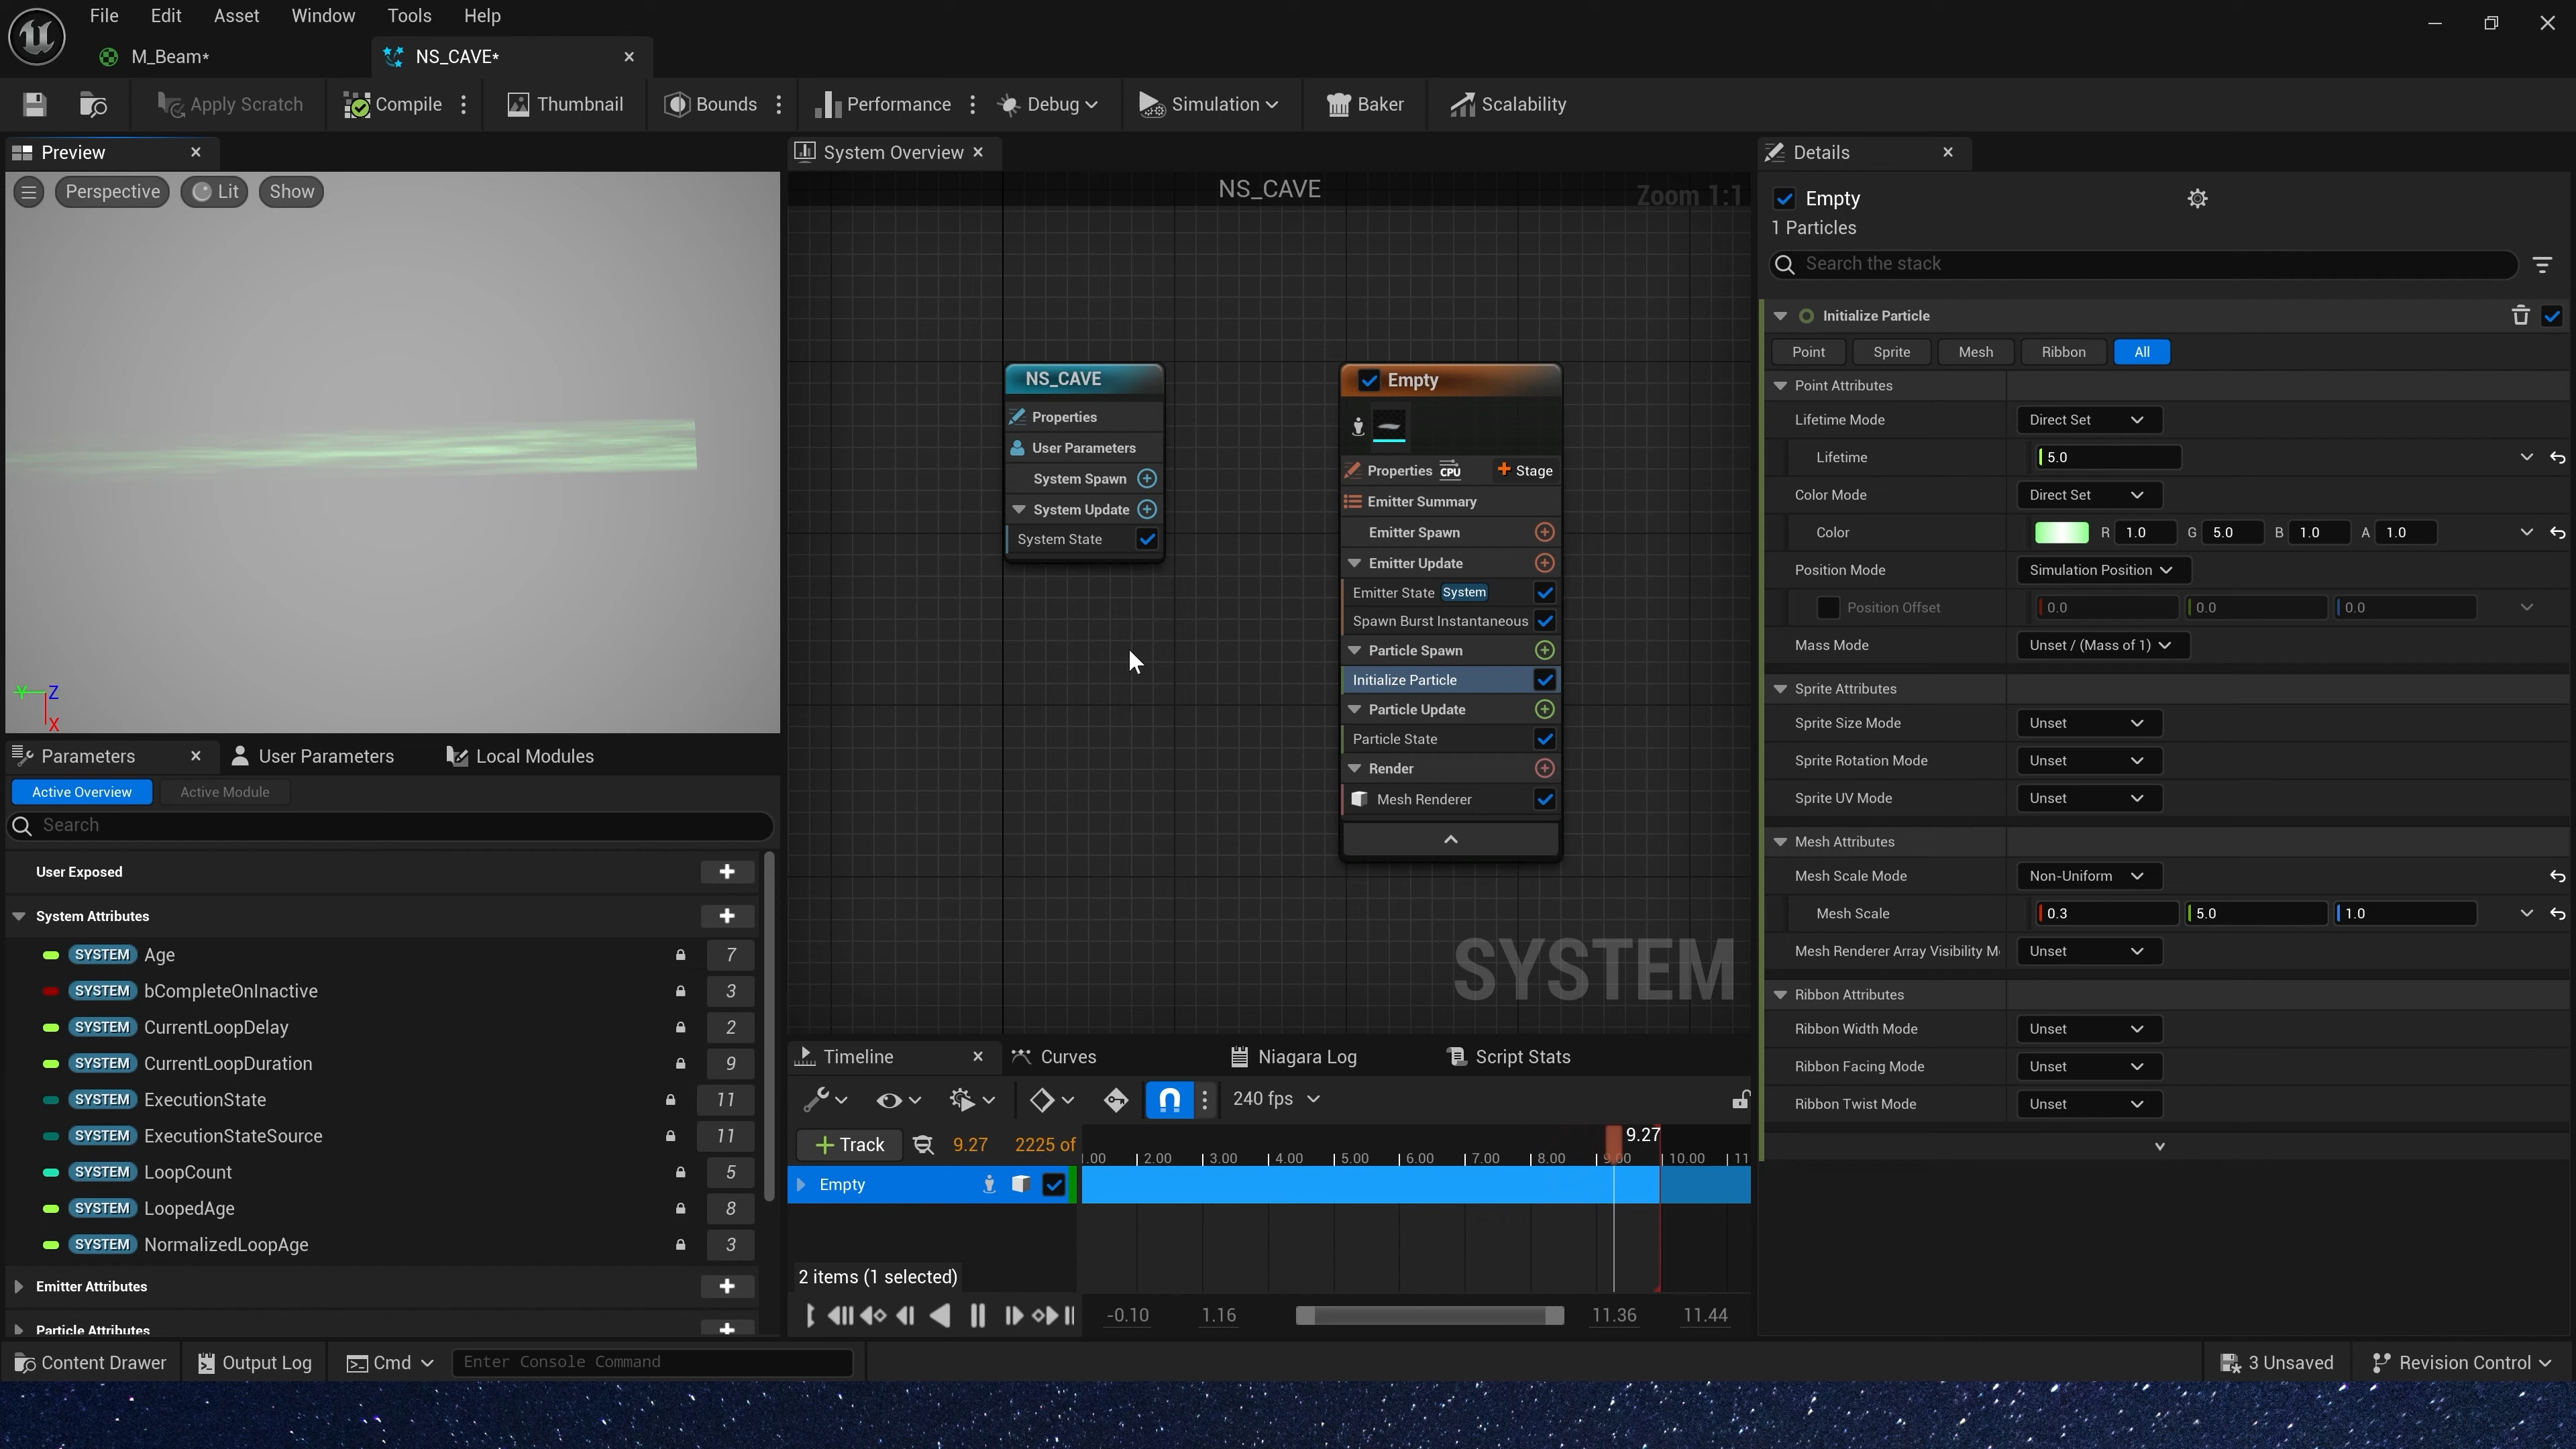 File Edit Asset Window Tools Help
M_Beam* NS_CAVE*
Apply Scratch Compile Thumbnail Bounds Performance Debug Simulation Baker Scalability
Preview
Perspective Lit Show
Y Z
X
System Overview
NS_CAVE
Zoom 1:1
NS_CAVE
Properties
User Parameters
System Spawn
System Update
System State
Empty
Properties CPU Stage
Emitter Summary
Emitter Spawn
Emitter Update
Emitter State System
Spawn Burst Instantaneous
Particle Spawn
Initialize Particle
Particle Update
Particle State
Render
Mesh Renderer
SYSTEM
Parameters User Parameters Local Modules
Active Overview Active Module
Search
User Exposed
System Attributes
SYSTEM Age 7
SYSTEM bCompleteOnInactive 3
SYSTEM CurrentLoopDelay 2
SYSTEM CurrentLoopDuration 9
SYSTEM ExecutionState 11
SYSTEM ExecutionStateSource 11
SYSTEM LoopCount 5
SYSTEM LoopedAge 8
SYSTEM NormalizedLoopAge 3
Emitter Attributes
Particle Attributes
Timeline Curves Niagara Log Script Stats
240 fps
Track 9.27 2225 of
9.27
1.00 2.00 3.00 4.00 5.00 6.00 7.00 8.00 9.00 10.00 11
Empty
2 items (1 selected)
-0.10 1.16 11.36 11.44
Details
Empty
1 Particles
Search the stack
Initialize Particle
Point Sprite Mesh Ribbon All
Point Attributes
Lifetime Mode Direct Set
Lifetime 5.0
Color Mode Direct Set
Color R 1.0 G 5.0 B 1.0 A 1.0
Position Mode Simulation Position
Position Offset 0.0 0.0 0.0
Mass Mode Unset / (Mass of 1)
Sprite Attributes
Sprite Size Mode Unset
Sprite Rotation Mode Unset
Sprite UV Mode Unset
Mesh Attributes
Mesh Scale Mode Non-Uniform
Mesh Scale 0.3 5.0 1.0
Mesh Renderer Array Visibility M Unset
Ribbon Attributes
Ribbon Width Mode Unset
Ribbon Facing Mode Unset
Ribbon Twist Mode Unset
Content Drawer Output Log Cmd Enter Console Command 3 Unsaved Revision Control